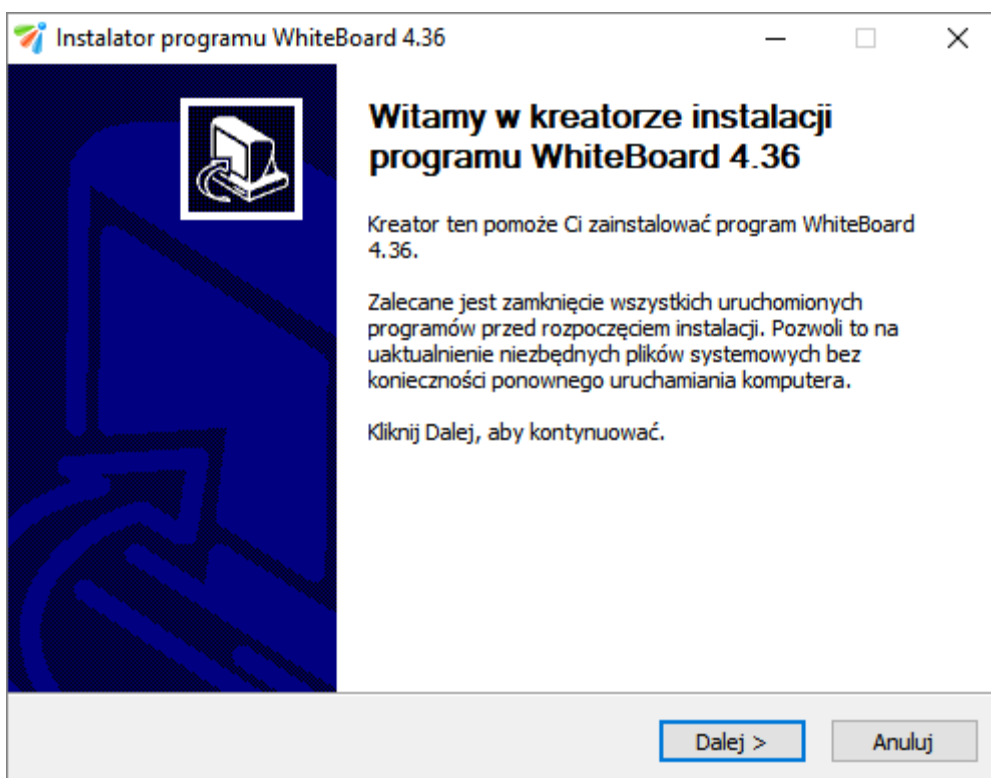 Instalator programu WhiteBoard 4.36
Witamy w kreatorze instalacji
programu WhiteBoard 4.36
Kreator ten pomoże Ci zainstalować program WhiteBoard
4.36.
Zalecane jest zamknięcie wszystkich uruchomionych
programów przed rozpoczęciem instalacji. Pozwoli to na
uaktualnienie niezbędnych plików systemowych bez
konieczności ponownego uruchamiania komputera.
Kliknij Dalej, aby kontynuować.
Dalej >
Anuluj